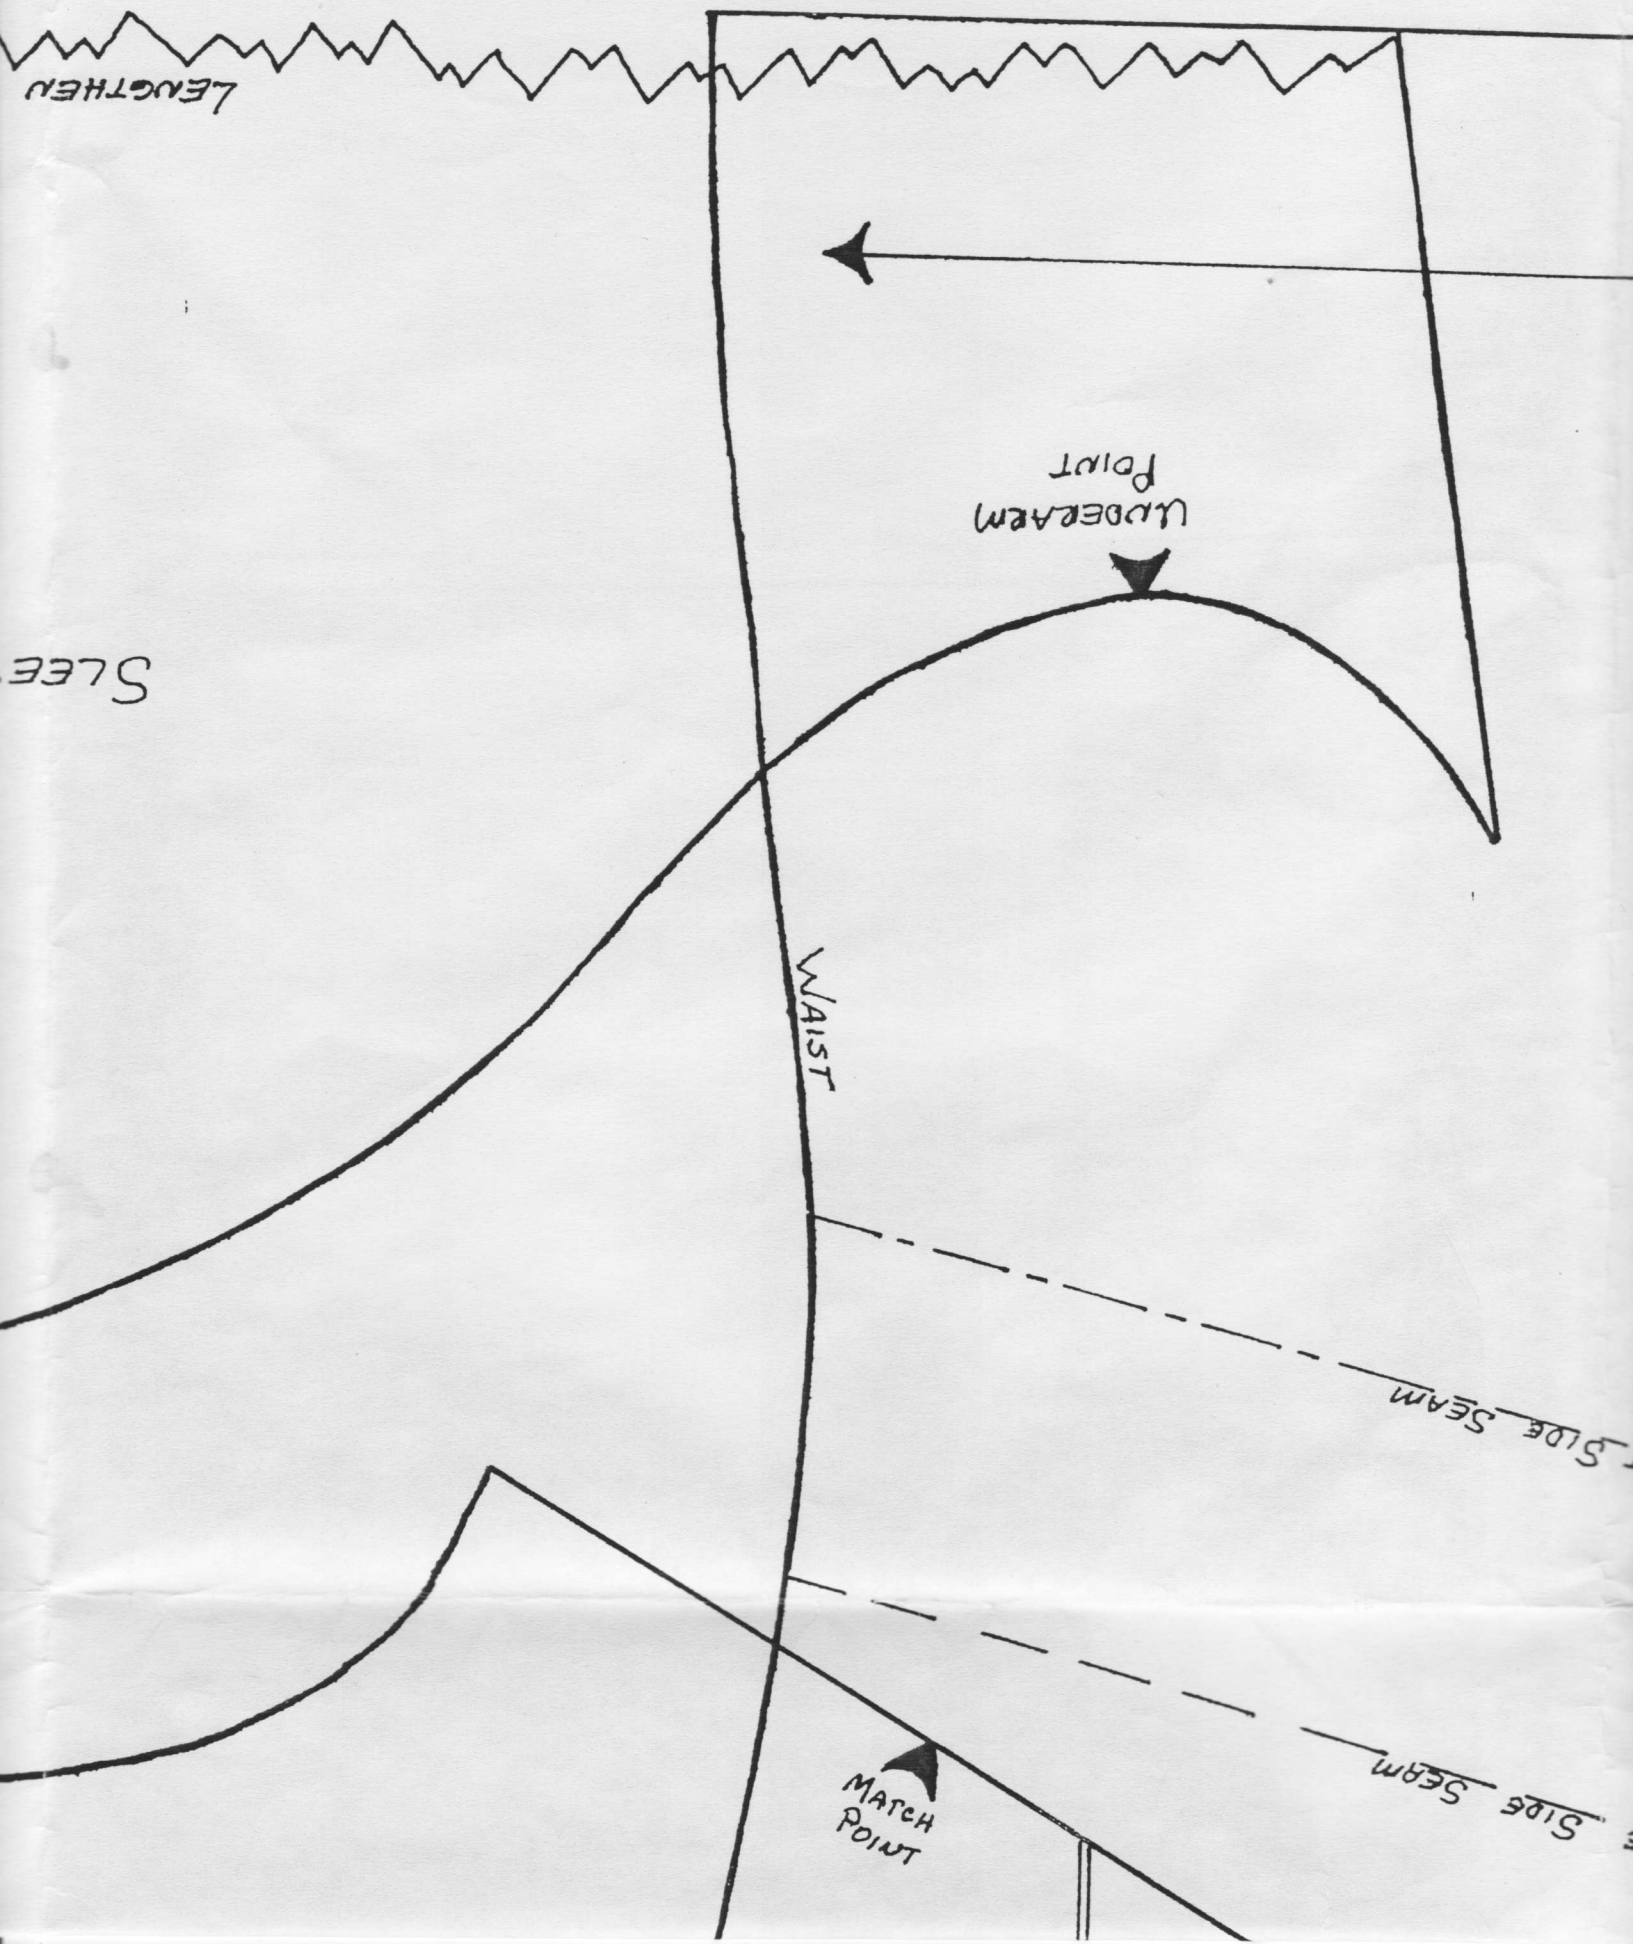 LENGTHEN
UNDERARM
POINT
SLEE
WAIST
SIDE SEAM
SIDE SEAM
MATCH
POINT